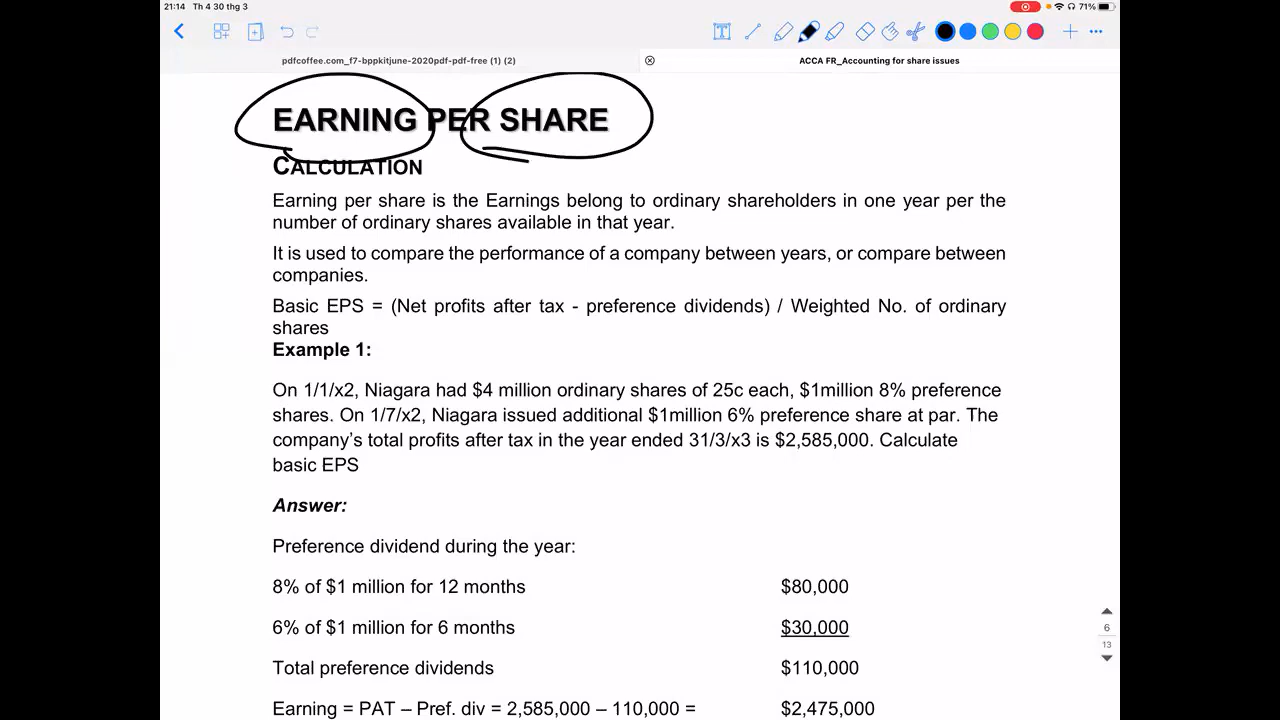 21:14 Th 4 30 thg 3
71%
pdfcoffee.com_f7-bppkitjune-2020pdf-pdf-free (1) (2)
ACCA FR_Accounting for share issues
EARNING PER SHARE
CALCULATION
Earning per share is the Earnings belong to ordinary shareholders in one year per the
number of ordinary shares available in that year.
It is used to compare the performance of a company between years, or compare between
companies.
Basic EPS = (Net profits after tax - preference dividends) / Weighted No. of ordinary
shares
Example 1:
On 1/1/x2, Niagara had $4 million ordinary shares of 25c each, $1million 8% preference
shares. On 1/7/x2, Niagara issued additional $1million 6% preference share at par. The
company's total profits after tax in the year ended 31/3/x3 is $2,585,000. Calculate
basic EPS
Answer:
Preference dividend during the year:
8% of $1 million for 12 months $80,000
6% of $1 million for 6 months $30,000
Total preference dividends $110,000
Earning = PAT – Pref. div = 2,585,000 – 110,000 = $2,475,000
6
13